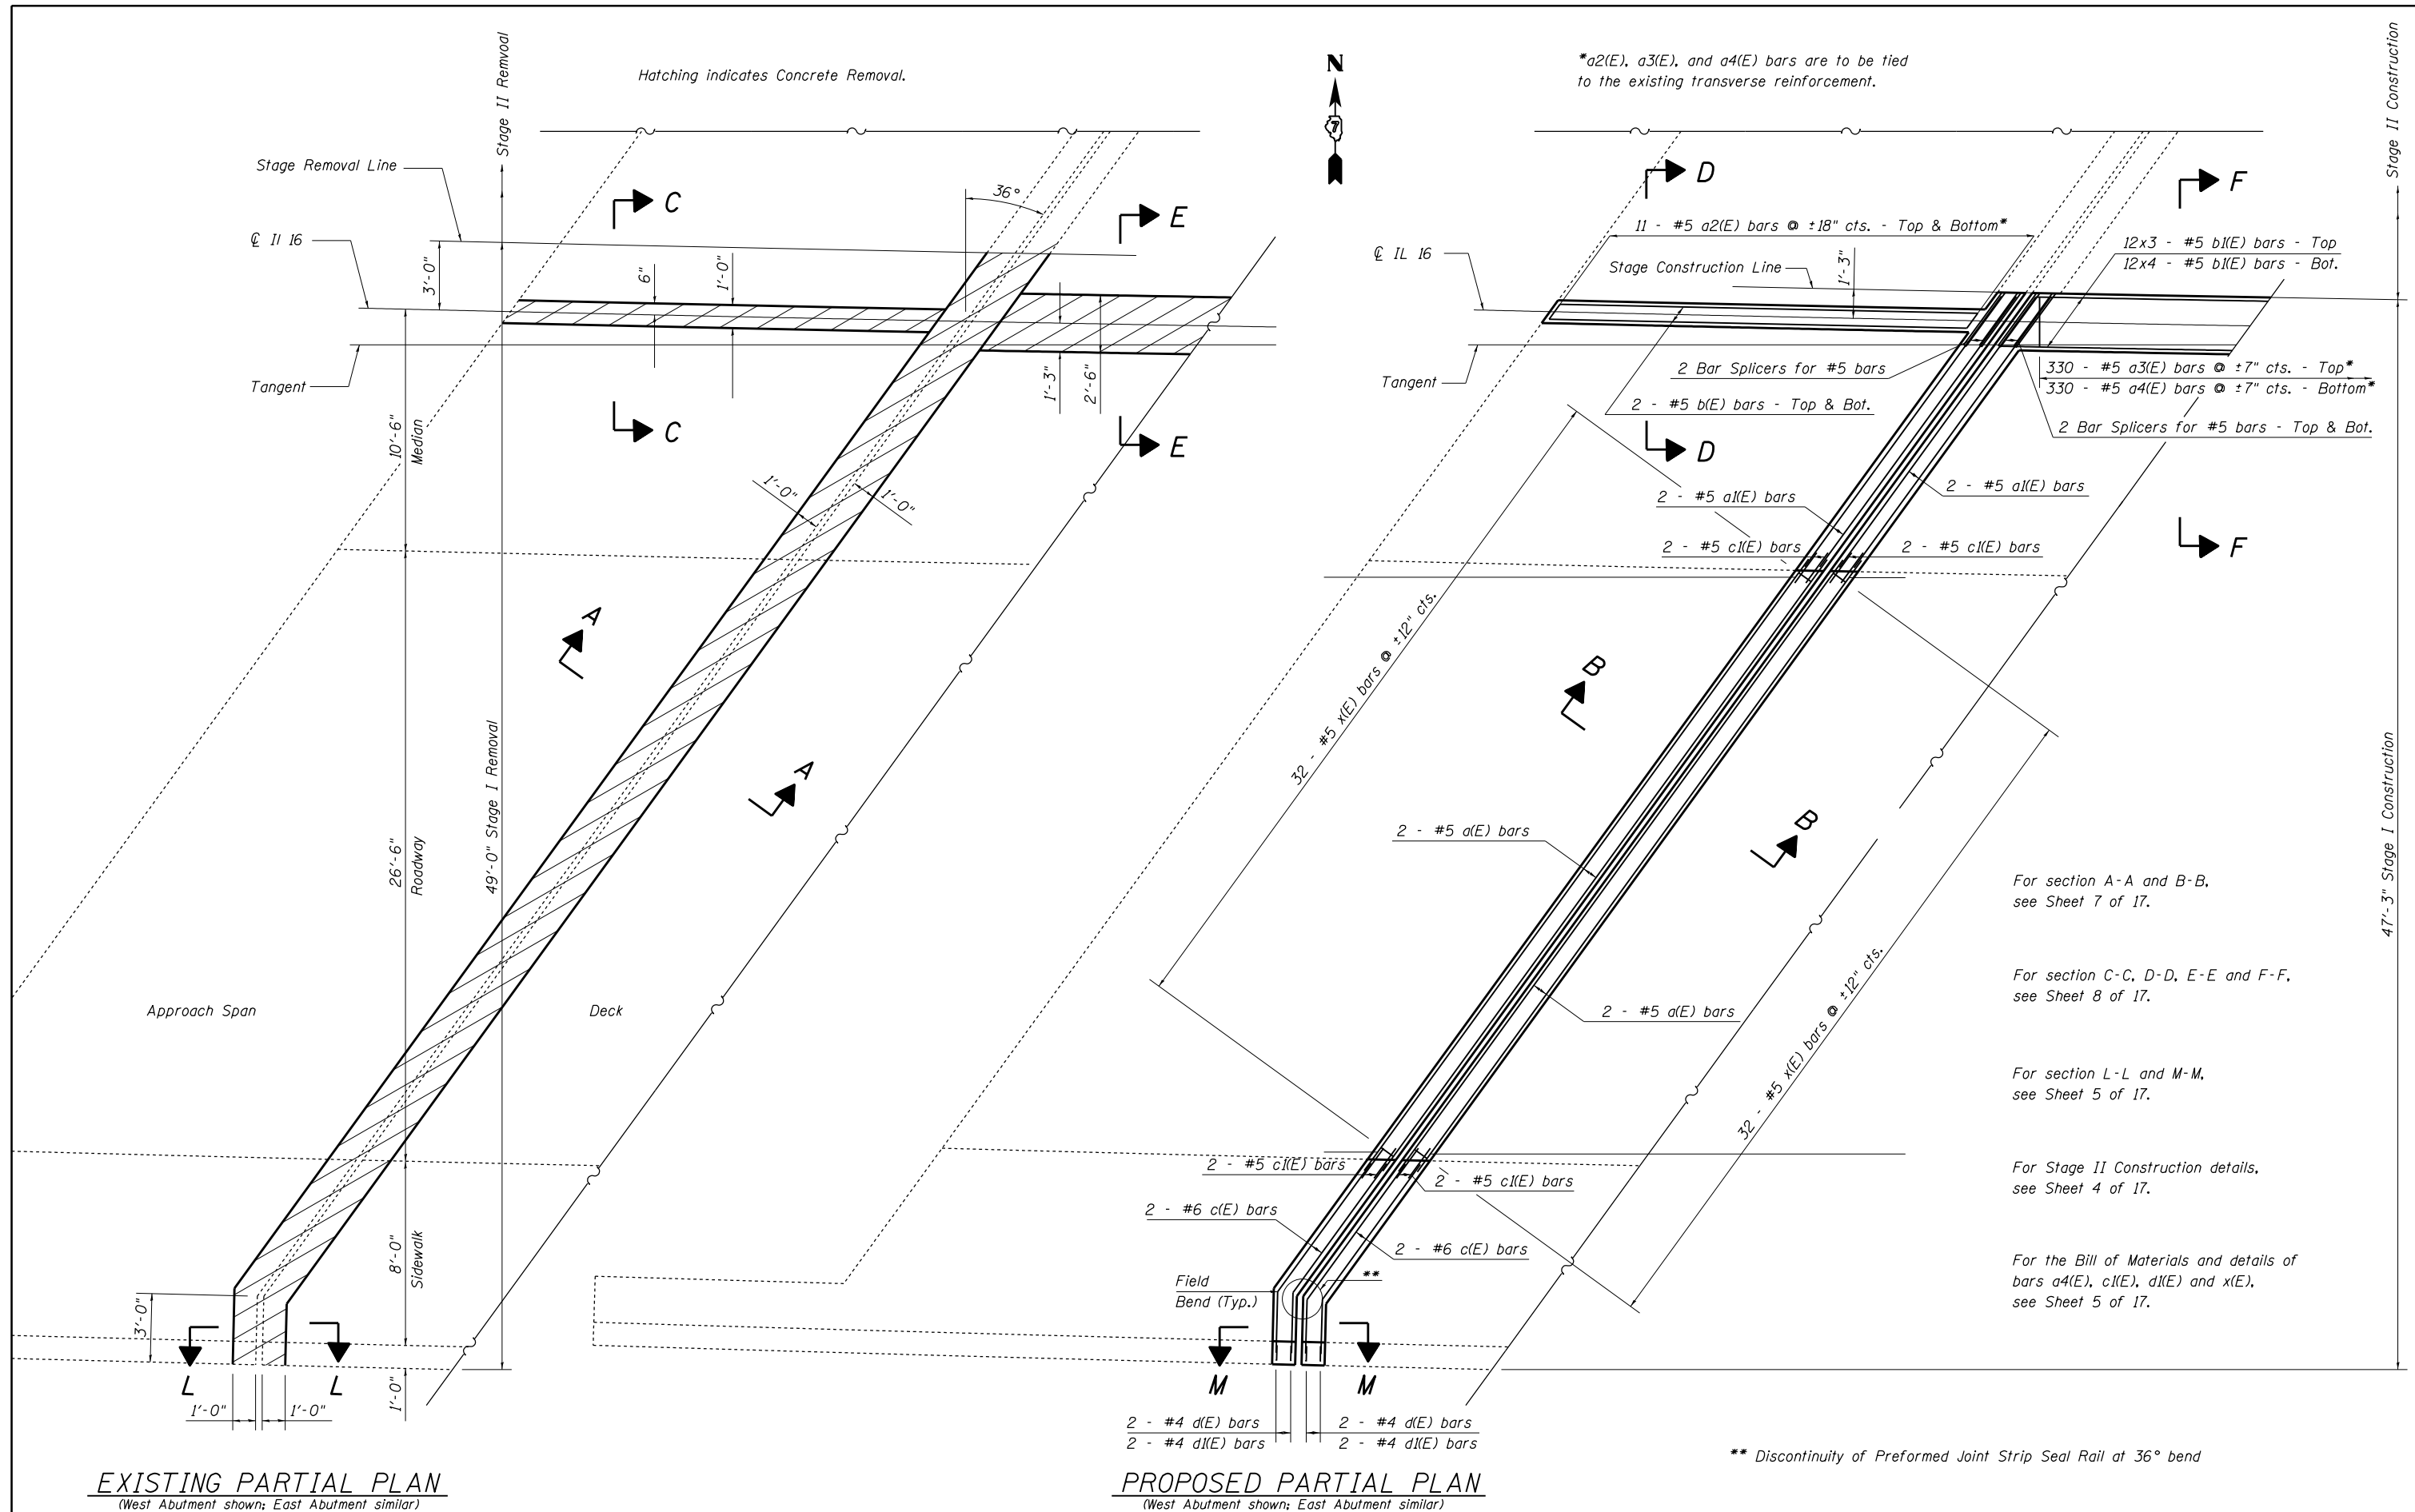 Hatching indicates Concrete Removal.
Stage II Remvoal
Stage Removal Line
℄ Il 16
3'-0"
6"
1'-0"
36°
C
C
E
E
Tangent
1'-3"
2'-6"
10'-6"
Median
1'-0"
1'-0"
A
A
26'-6"
Roadway
49'-0" Stage I Removal
Approach Span
Deck
8'-0"
Sidewalk
3'-0"
L
L
1'-0"
1'-0"
1'-0"
EXISTING PARTIAL PLAN
(West Abutment shown; East Abutment similar)
N
7
*a2(E), a3(E), and a4(E) bars are to be tied
to the existing transverse reinforcement.
Stage II Construction
D
F
11 - #5 a2(E) bars @ ±18" cts. - Top & Bottom*
℄ IL 16
Stage Construction Line
1'-3"
12x3 - #5 b1(E) bars - Top
12x4 - #5 b1(E) bars - Bot.
Tangent
2 Bar Splicers for #5 bars
330 - #5 a3(E) bars @ ±7" cts. - Top*
330 - #5 a4(E) bars @ ±7" cts. - Bottom*
2 - #5 b(E) bars - Top & Bot.
2 Bar Splicers for #5 bars - Top & Bot.
D
2 - #5 a1(E) bars
2 - #5 a1(E) bars
2 - #5 c1(E) bars
2 - #5 c1(E) bars
F
32 - #5 x(E) bars @ ±12" cts.
B
B
2 - #5 a(E) bars
2 - #5 a(E) bars
32 - #5 x(E) bars @ ±12" cts.
47'-3" Stage I Construction
For section A-A and B-B,
see Sheet 7 of 17.
For section C-C, D-D, E-E and F-F,
see Sheet 8 of 17.
For section L-L and M-M,
see Sheet 5 of 17.
For Stage II Construction details,
see Sheet 4 of 17.
For the Bill of Materials and details of
bars a4(E), c1(E), d1(E) and x(E),
see Sheet 5 of 17.
2 - #5 c1(E) bars
2 - #5 c1(E) bars
2 - #6 c(E) bars
2 - #6 c(E) bars
Field
Bend (Typ.)
**
M
M
2 - #4 d(E) bars
2 - #4 d1(E) bars
2 - #4 d(E) bars
2 - #4 d1(E) bars
** Discontinuity of Preformed Joint Strip Seal Rail at 36° bend
PROPOSED PARTIAL PLAN
(West Abutment shown; East Abutment similar)